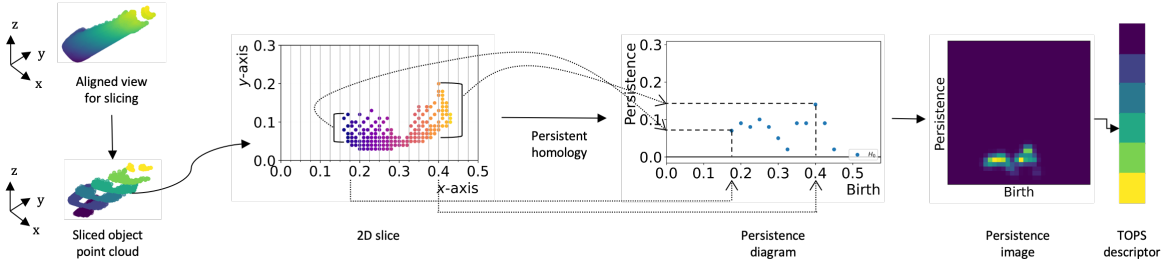 z
y
x
Aligned view
for slicing
z
y
x
Sliced object
point cloud
y-axis
0.3
0.2
0.1
0.0
0.0 0.1 0.2 0.3 0.4 0.5
x-axis
2D slice
Persistent
homology
Persistence
0.3
0.2
0.1
0.0
H₀
0.0 0.1 0.2 0.3 0.4 0.5
Birth
Persistence
diagram
Persistence
Birth
Persistence
image
TOPS
descriptor